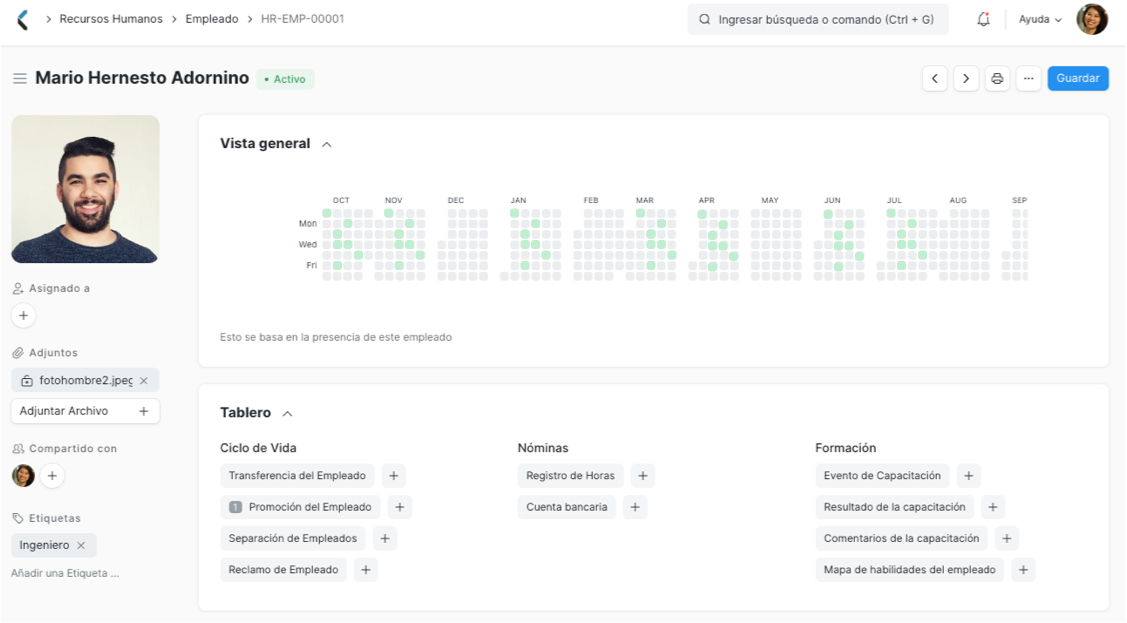 Recursos Humanos > Empleado > HR-EMP-00001
Ingresar búsqueda o comando (Ctrl + G)
Ayuda
Mario Hernesto Adornino
• Activo
Guardar
Vista general
OCT NOV DEC JAN FEB MAR APR MAY JUN JUL AUG SEP
Mon
Wed
Fri
Esto se basa en la presencia de este empleado
Asignado a
Adjuntos
fotohombre2.jpeg
Adjuntar Archivo
Compartido con
Etiquetas
Ingeniero
Añadir una Etiqueta ...
Tablero
Ciclo de Vida
Transferencia del Empleado
1 Promoción del Empleado
Separación de Empleados
Reclamo de Empleado
Nóminas
Registro de Horas
Cuenta bancaria
Formación
Evento de Capacitación
Resultado de la capacitación
Comentarios de la capacitación
Mapa de habilidades del empleado